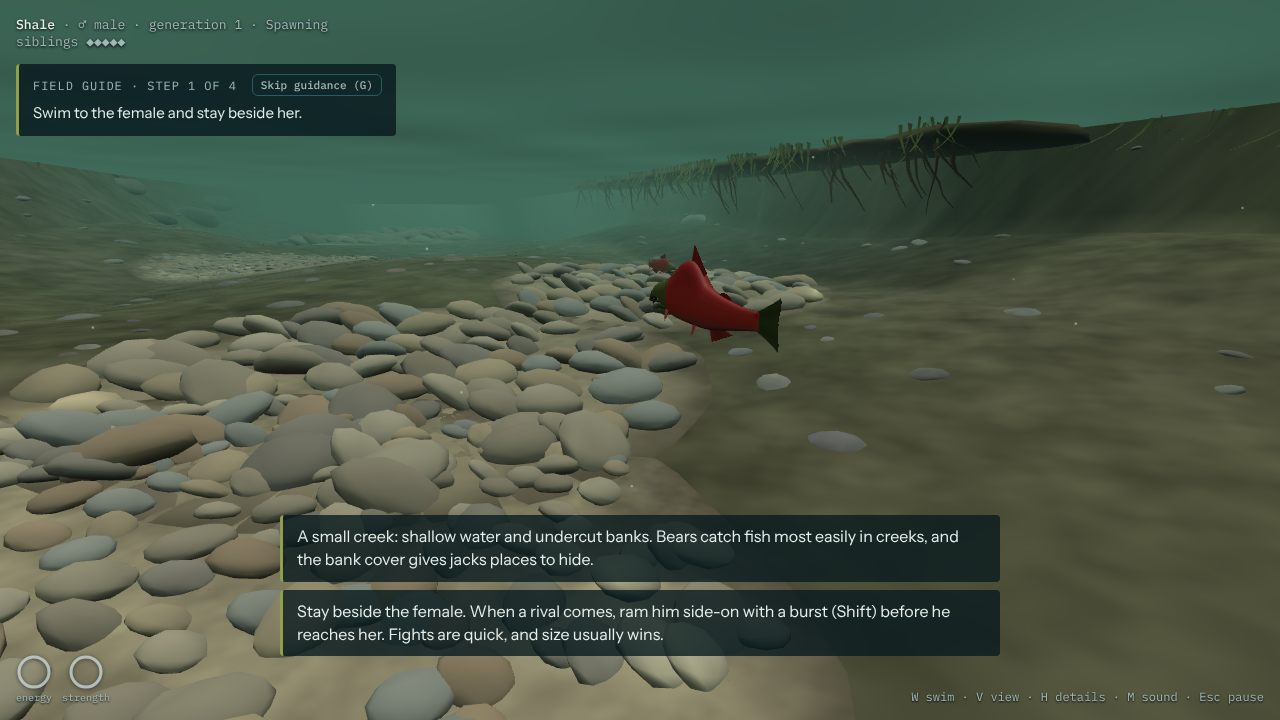 Shale · ♂ male · generation 1 · Spawning
siblings ◆◆◆◆◆
FIELD GUIDE · STEP 1 OF 4
Skip guidance (G)
Swim to the female and stay beside her.
A small creek: shallow water and undercut banks. Bears catch fish most easily in creeks, and
the bank cover gives jacks places to hide.
Stay beside the female. When a rival comes, ram him side-on with a burst (Shift) before he
reaches her. Fights are quick, and size usually wins.
energy strength
W swim · V view · H details · M sound · Esc pause